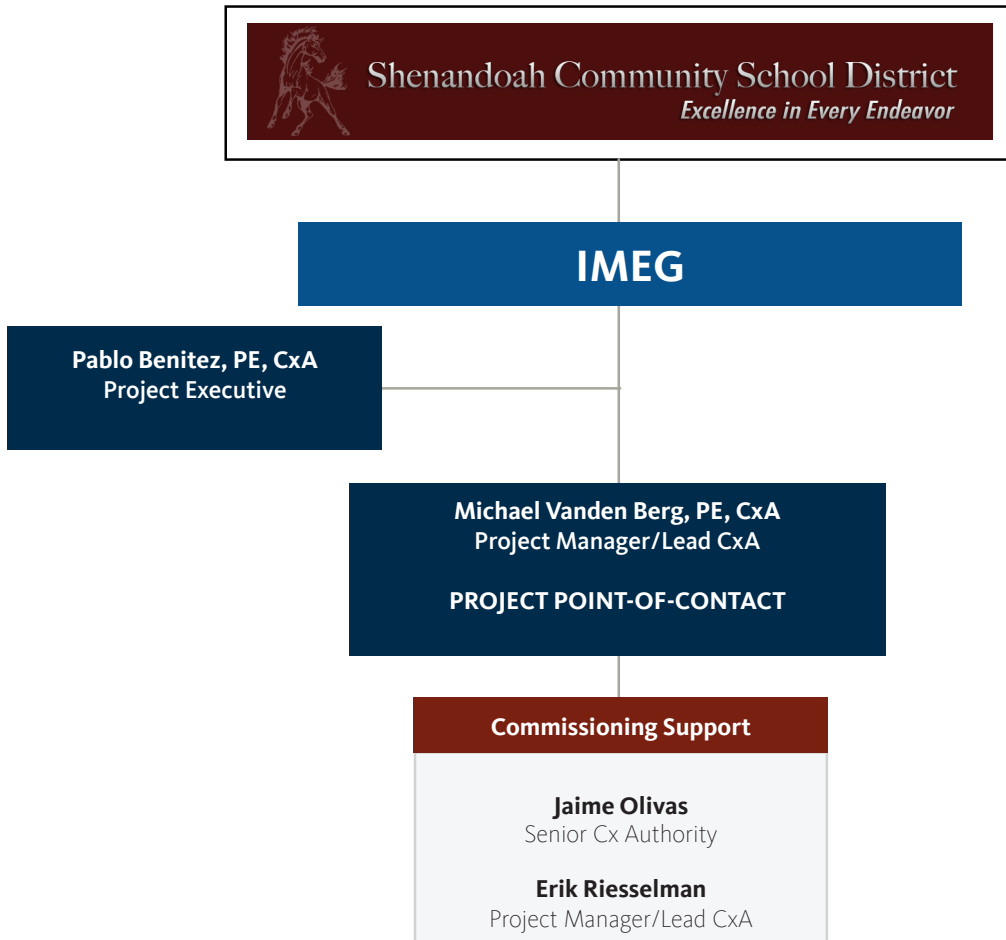 Shenandoah Community School District
Excellence in Every Endeavor
IMEG
Pablo Benitez, PE, CxA
Project Executive
Michael Vanden Berg, PE, CxA
Project Manager/Lead CxA
PROJECT POINT-OF-CONTACT
Commissioning Support
Jaime Olivas
Senior Cx Authority
Erik Riesselman
Project Manager/Lead CxA